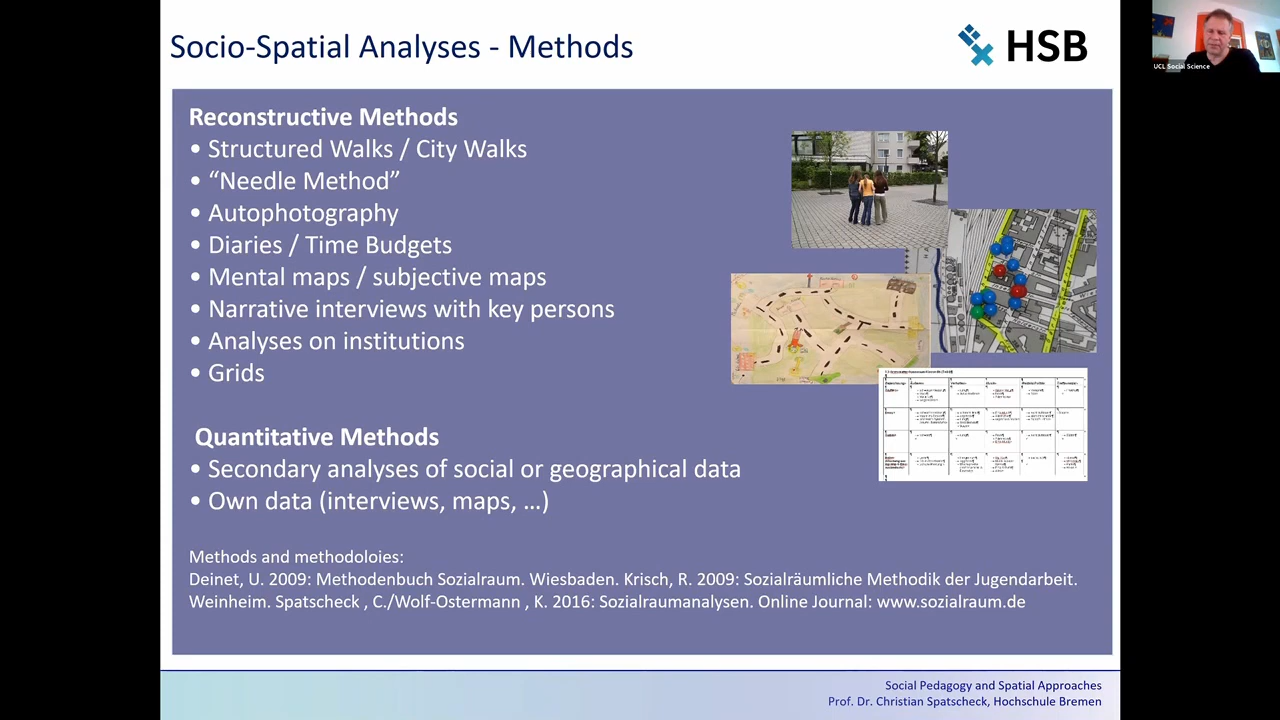 Socio-Spatial Analyses - Methods
HSB
UCL Social Science
Reconstructive Methods
• Structured Walks / City Walks
• “Needle Method”
• Autophotography
• Diaries / Time Budgets
• Mental maps / subjective maps
• Narrative interviews with key persons
• Analyses on institutions
• Grids
Quantitative Methods
• Secondary analyses of social or geographical data
• Own data (interviews, maps, …)
Methods and methodoloies:
Deinet, U. 2009: Methodenbuch Sozialraum. Wiesbaden. Krisch, R. 2009: Sozialräumliche Methodik der Jugendarbeit.
Weinheim. Spatscheck , C./Wolf-Ostermann , K. 2016: Sozialraumanalysen. Online Journal: www.sozialraum.de
Social Pedagogy and Spatial Approaches
Prof. Dr. Christian Spatscheck, Hochschule Bremen